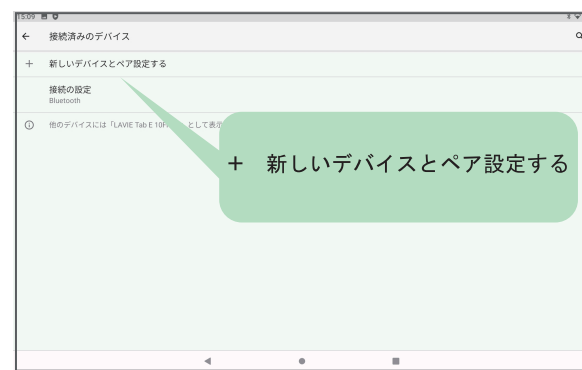 15:09
接続済みのデバイス
+ 新しいデバイスとペア設定する
接続の設定
Bluetooth
他のデバイスには「LAVIE Tab E 10F として表示
+ 新しいデバイスとペア設定する